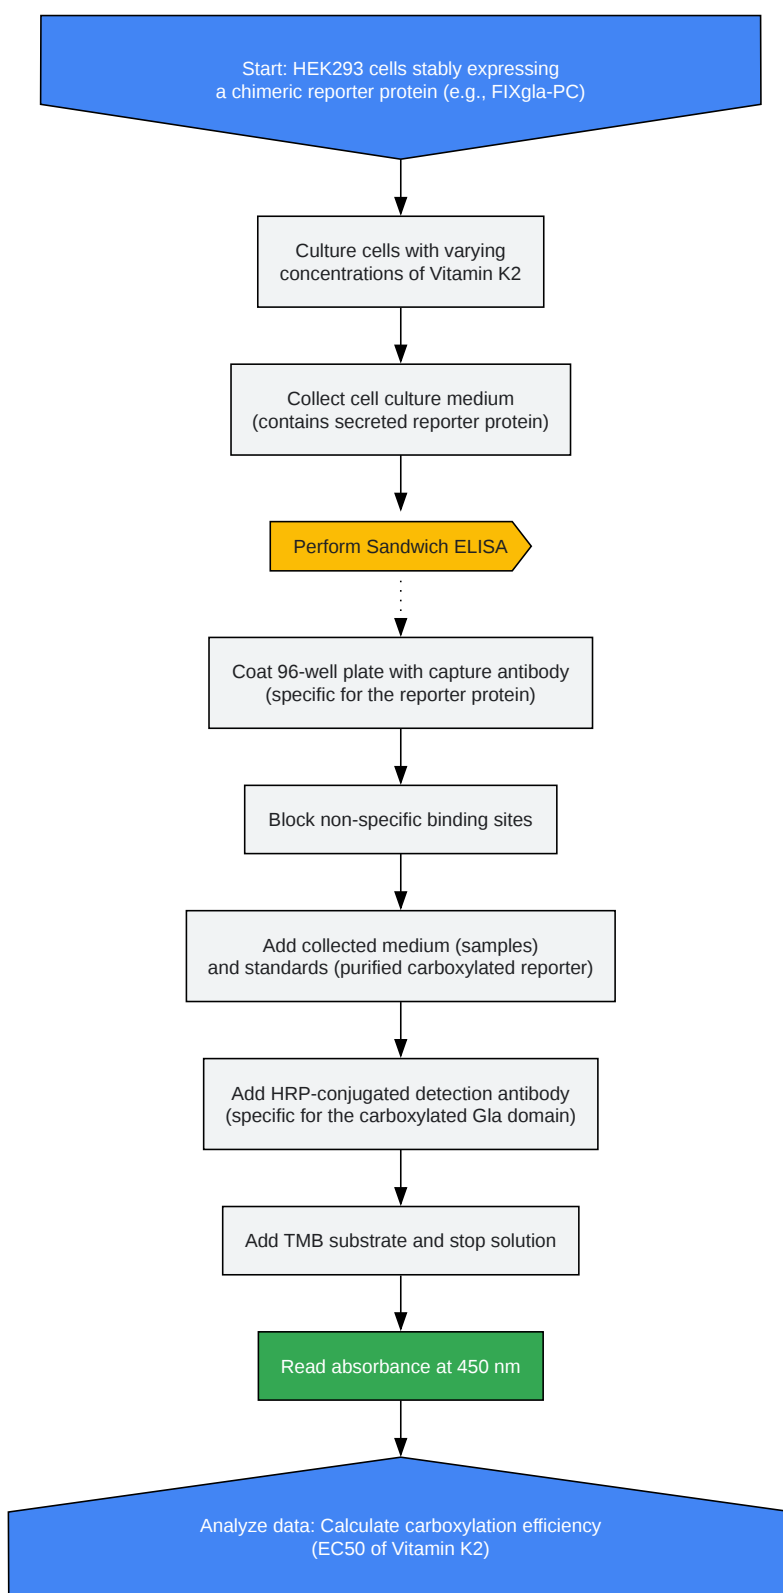 Start: HEK293 cells stably expressing
a chimeric reporter protein (e.g., FIXgla-PC)
Culture cells with varying
concentrations of Vitamin K2
Collect cell culture medium
(contains secreted reporter protein)
Perform Sandwich ELISA
Coat 96-well plate with capture antibody
(specific for the reporter protein)
Block non-specific binding sites
Add collected medium (samples)
and standards (purified carboxylated reporter)
Add HRP-conjugated detection antibody
(specific for the carboxylated Gla domain)
Add TMB substrate and stop solution
Read absorbance at 450 nm
Analyze data: Calculate carboxylation efficiency
(EC50 of Vitamin K2)